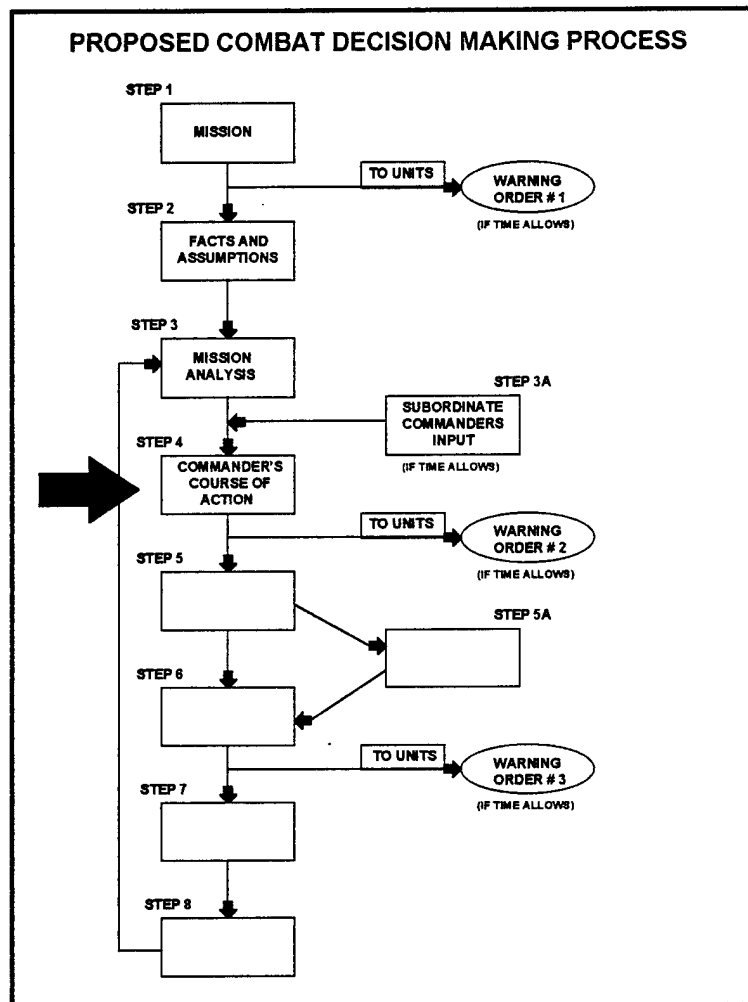 PROPOSED COMBAT DECISION MAKING PROCESS
STEP 1
MISSION
TO UNITS
WARNING
ORDER # 1
(IF TIME ALLOWS)
STEP 2
FACTS AND
ASSUMPTIONS
STEP 3
MISSION
ANALYSIS
STEP 3A
SUBORDINATE
COMMANDERS
INPUT
(IF TIME ALLOWS)
STEP 4
COMMANDER'S
COURSE OF
ACTION
TO UNITS
WARNING
ORDER # 2
(IF TIME ALLOWS)
STEP 5
STEP 5A
STEP 6
TO UNITS
WARNING
ORDER # 3
(IF TIME ALLOWS)
STEP 7
STEP 8